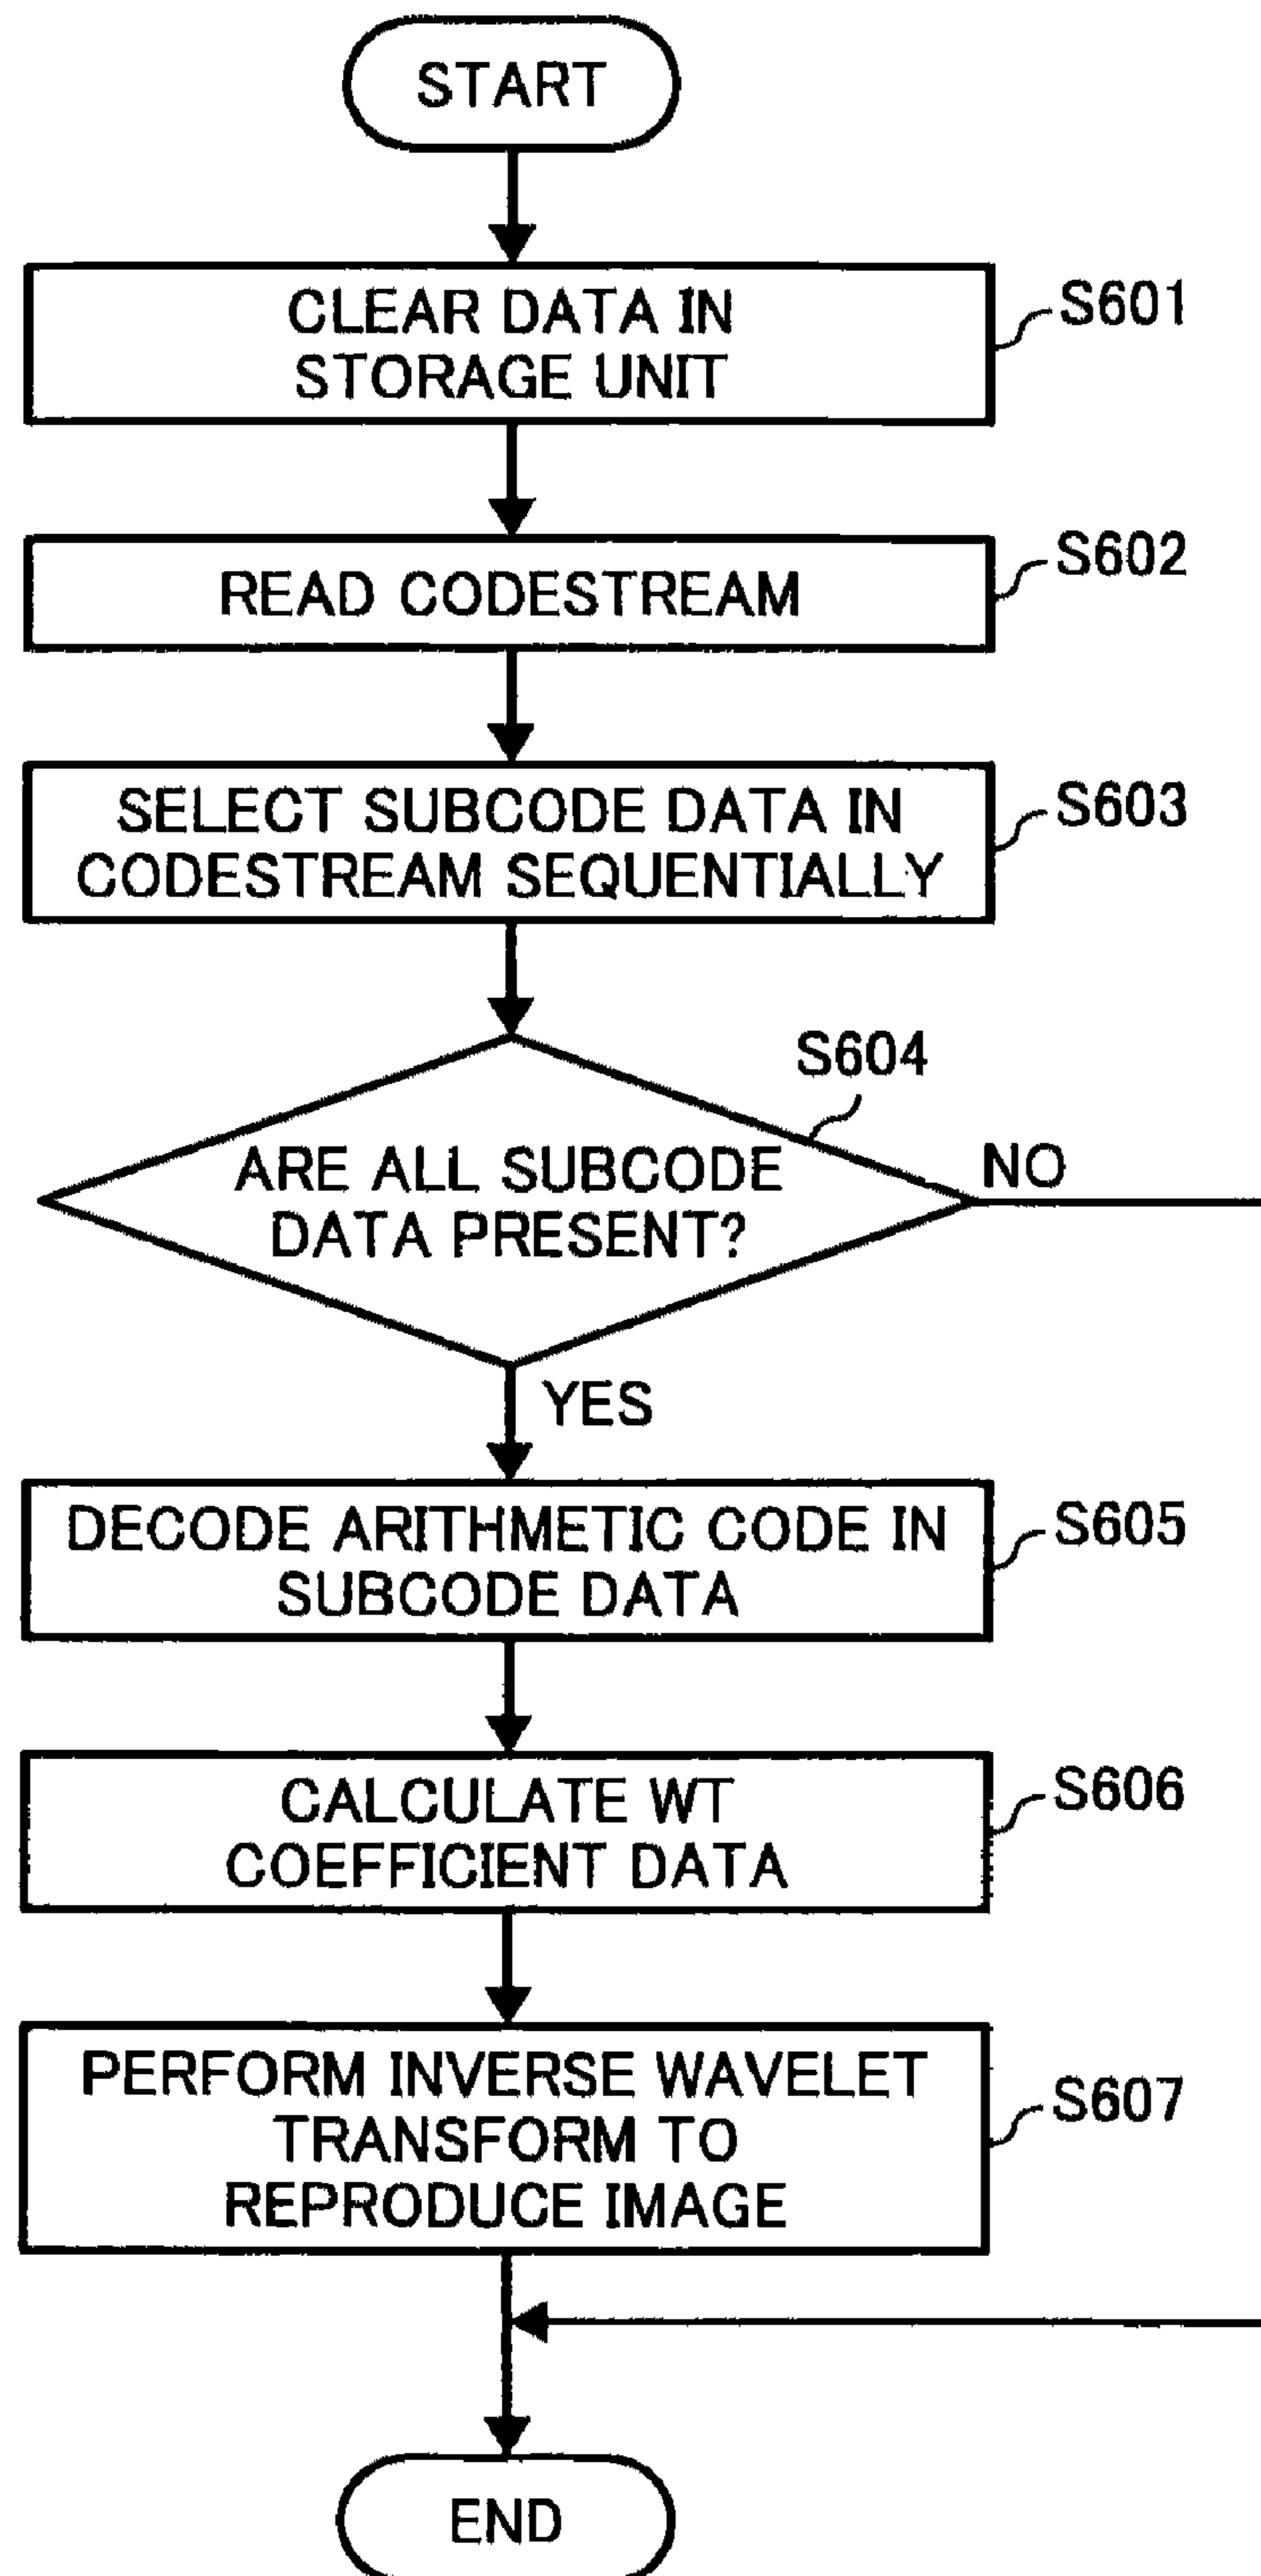 START
CLEAR DATA IN
STORAGE UNIT
S601
READ CODESTREAM
S602
SELECT SUBCODE DATA IN
CODESTREAM SEQUENTIALLY
S603
S604
ARE ALL SUBCODE
DATA PRESENT?
NO
YES
DECODE ARITHMETIC CODE IN
SUBCODE DATA
S605
CALCULATE WT
COEFFICIENT DATA
S606
PERFORM INVERSE WAVELET
TRANSFORM TO
REPRODUCE IMAGE
S607
END